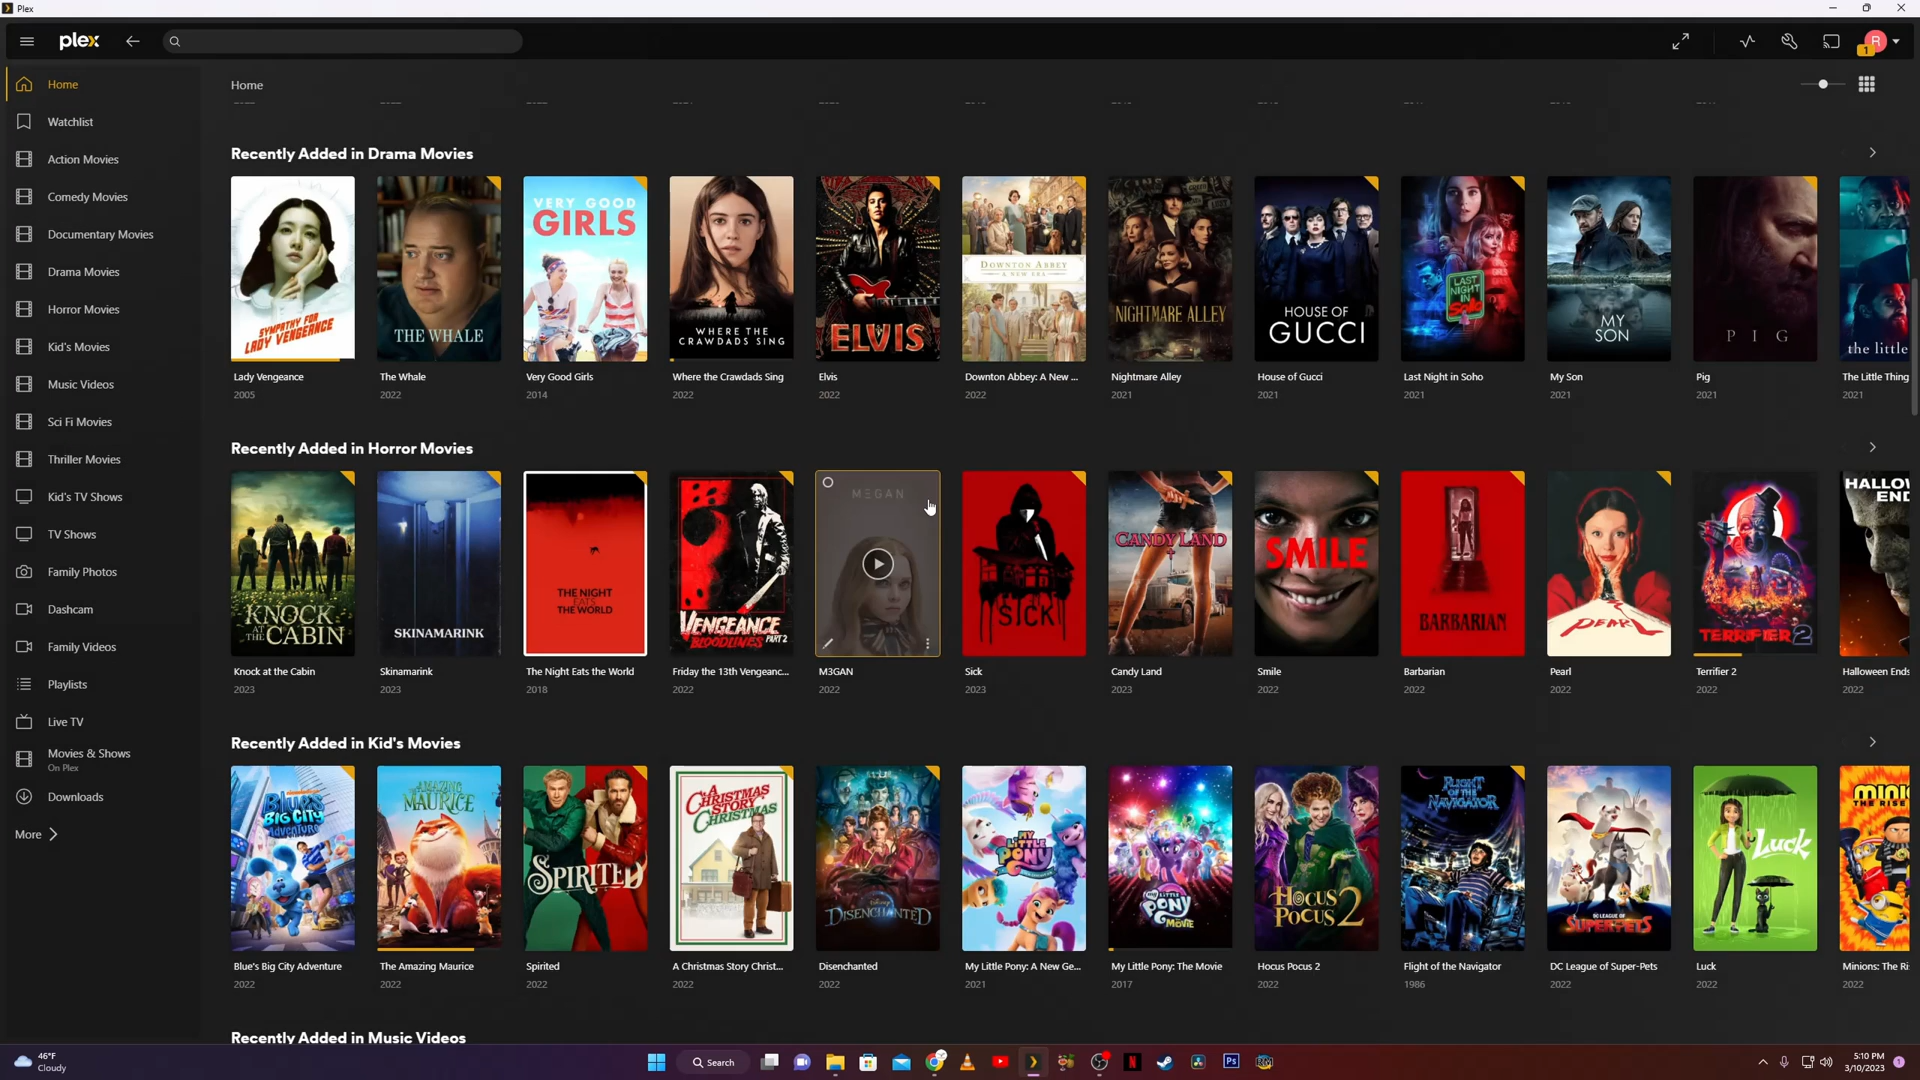 Plex
plex
R
1
Home
Watchlist
Action Movies
Comedy Movies
Documentary Movies
Drama Movies
Horror Movies
Kid's Movies
Music Videos
Sci Fi Movies
Thriller Movies
Kid's TV Shows
TV Shows
Family Photos
Dashcam
Family Videos
Playlists
Live TV
Movies & Shows
On Plex
Downloads
More
Home
Recently Added in Drama Movies
SYMPATHY FOR
LADY VENGEANCE
THE WHALE
VERY GOOD
GIRLS
WHERE THE
CRAWDADS SING
ELVIS
DOWNTON ABBEY
A NEW ERA
NIGHTMARE ALLEY
HOUSE OF
GUCCI
LAST
NIGHT IN
SOHO
MY
SON
PIG
the little
Lady Vengeance
2005
The Whale
2022
Very Good Girls
2014
Where the Crawdads Sing
2022
Elvis
2022
Downton Abbey: A New ...
2022
Nightmare Alley
2021
House of Gucci
2021
Last Night in Soho
2021
My Son
2021
Pig
2021
The Little Thing
2021
Recently Added in Horror Movies
KNOCK
AT THE CABIN
SKINAMARINK
THE NIGHT
EATS
THE WORLD
VENGEANCE
BLOODLINES PART 2
M3GAN
SICK
CANDY LAND
SMILE
BARBARIAN
PEARL
TERRIFIER 2
HALLOW
END
Knock at the Cabin
2023
Skinamarink
2023
The Night Eats the World
2018
Friday the 13th Vengeanc...
2022
M3GAN
2022
Sick
2023
Candy Land
2023
Smile
2022
Barbarian
2022
Pearl
2022
Terrifier 2
2022
Halloween Ends
2022
Recently Added in Kid's Movies
Blue's
BIG CITY
ADVENTURE
THE AMAZING
MAURICE
SPIRITED
A CHRISTMAS STORY
CHRISTMAS
Disney
DISENCHANTED
MY
LITTLE
PONY
MY
LITTLE
PONY
THE MOVIE
HOCUS
POCUS 2
FLIGHT
OF THE
NAVIGATOR
DC LEAGUE OF
SUPER-PETS
Luck
MINI
THE RISE
Blue's Big City Adventure
2022
The Amazing Maurice
2022
Spirited
2022
A Christmas Story Christ...
2022
Disenchanted
2022
My Little Pony: A New Ge...
2021
My Little Pony: The Movie
2017
Hocus Pocus 2
2022
Flight of the Navigator
1986
DC League of Super-Pets
2022
Luck
2022
Minions: The Ri
2022
Recently Added in Music Videos
46°F
Cloudy
Search
N
Ps
5:10 PM
3/10/2023
1